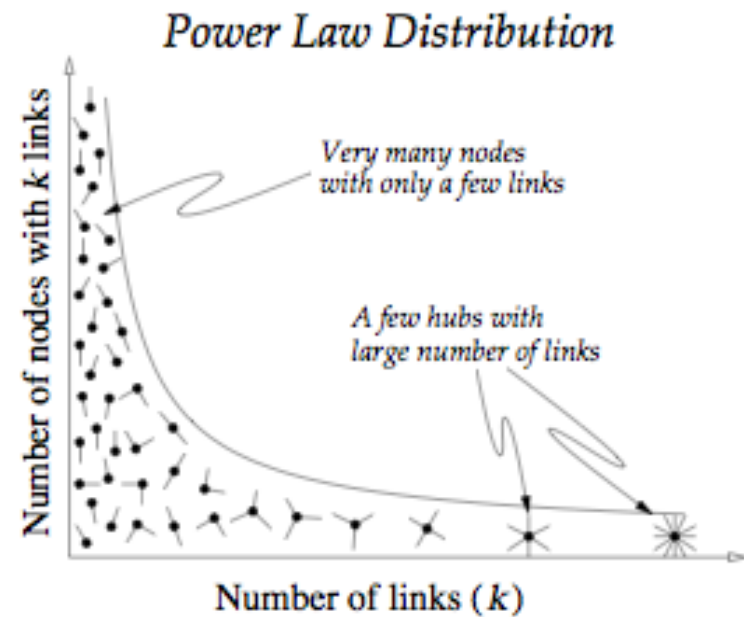 Power Law Distribution
Number of nodes with k links
Very many nodes
with only a few links
A few hubs with
large number of links
Number of links (k)